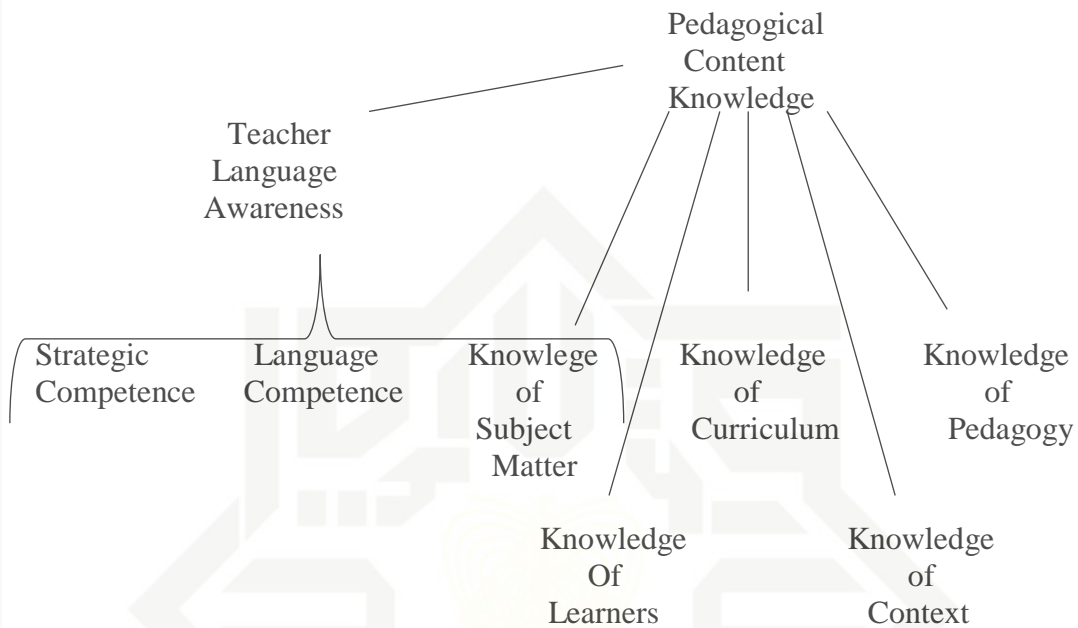 Pedagogical
Content
Knowledge
Teacher
Language
Awareness
Strategic
Competence
Language
Competence
Knowlege
of
Subject
Matter
Knowledge
of
Curriculum
Knowledge
of
Pedagogy
Knowledge
Of
Learners
Knowledge
of
Context